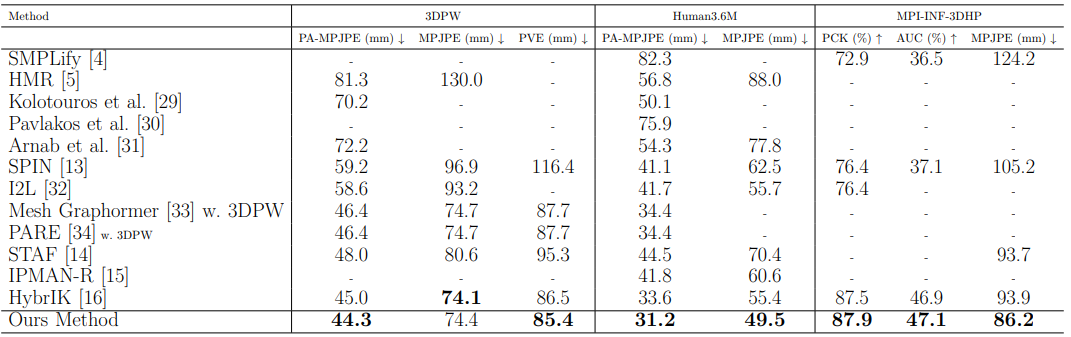 Method 3DPW Human3.6M MPI-INF-3DHP
PA-MPJPE (mm) ↓ MPJPE (mm) ↓ PVE (mm) ↓ PA-MPJPE (mm) ↓ MPJPE (mm) ↓ PCK (%) ↑ AUC (%) ↑ MPJPE (mm) ↓
SMPLify [4] - - - 82.3 - 72.9 36.5 124.2
HMR [5] 81.3 130.0 - 56.8 88.0 - - -
Kolotouros et al. [29] 70.2 - - 50.1 - - - -
Pavlakos et al. [30] - - - 75.9 - - - -
Arnab et al. [31] 72.2 - - 54.3 77.8 - - -
SPIN [13] 59.2 96.9 116.4 41.1 62.5 76.4 37.1 105.2
I2L [32] 58.6 93.2 - 41.7 55.7 76.4 - -
Mesh Graphormer [33] w. 3DPW 46.4 74.7 87.7 34.4 - - - -
PARE [34] w. 3DPW 46.4 74.7 87.7 34.4 - - - -
STAF [14] 48.0 80.6 95.3 44.5 70.4 - - 93.7
IPMAN-R [15] - - - 41.8 60.6 - - -
HybrIK [16] 45.0 74.1 86.5 33.6 55.4 87.5 46.9 93.9
Ours Method 44.3 74.4 85.4 31.2 49.5 87.9 47.1 86.2